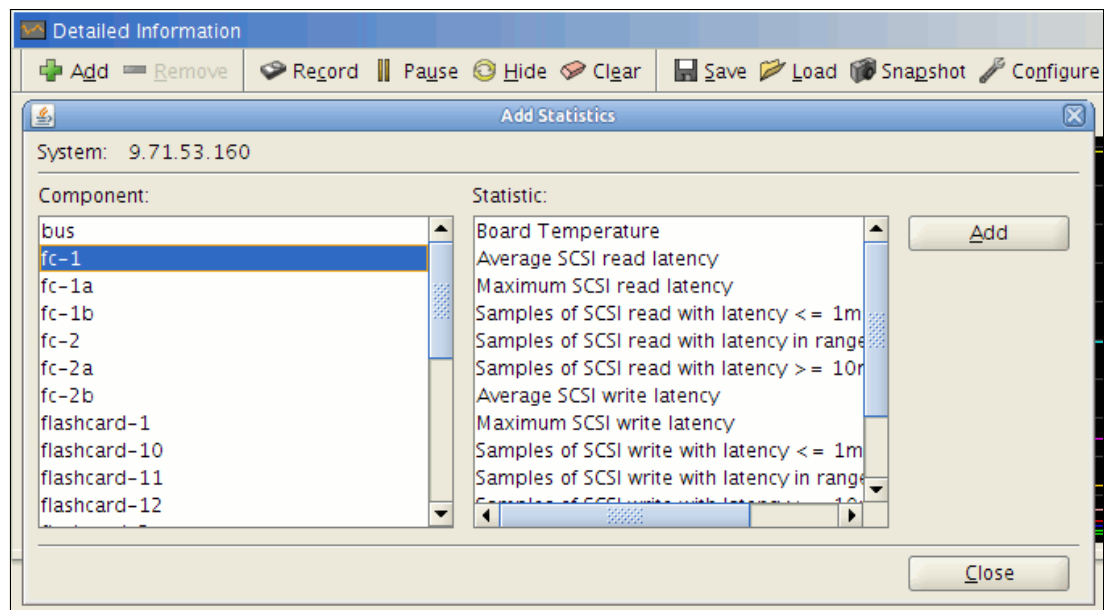 Detailed Information
Add Remove Record Pause Hide Clear Save Load Snapshot Configure
Add Statistics
System: 9.71.53.160
Component:
bus
fc-1
fc-1a
fc-1b
fc-2
fc-2a
fc-2b
flashcard-1
flashcard-10
flashcard-11
flashcard-12
Statistic:
Board Temperature
Average SCSI read latency
Maximum SCSI read latency
Samples of SCSI read with latency <= 1m
Samples of SCSI read with latency in range
Samples of SCSI read with latency >= 10
Average SCSI write latency
Maximum SCSI write latency
Samples of SCSI write with latency <= 1m
Samples of SCSI write with latency in range
Add
Close